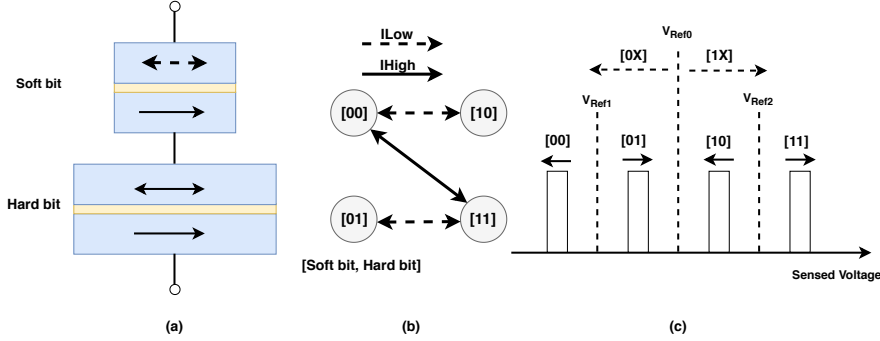 Soft bit
Hard bit
(a)
ILow
IHigh
[00]
[10]
[01]
[11]
[Soft bit, Hard bit]
(b)
VRef0
[0X]
[1X]
VRef1
VRef2
[00]
[01]
[10]
[11]
Sensed Voltage
(c)